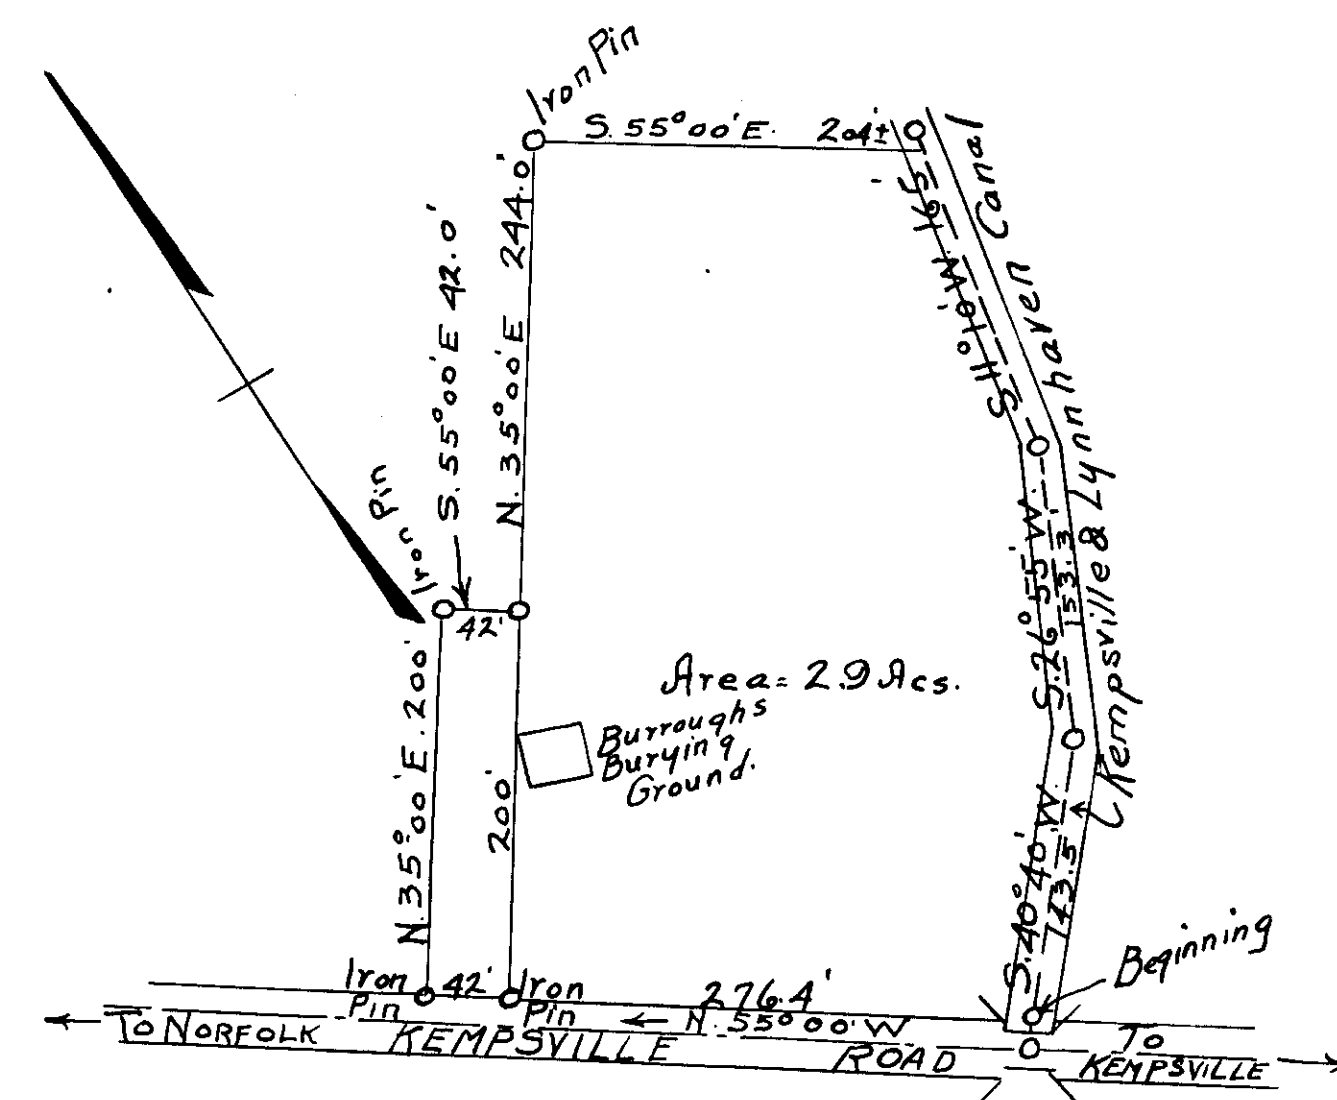 Iron Pin
S. 55° 00' E. 204'±
N. 35° 00' E 244.0'
S. 55° 00' E 42.0'
Iron Pin
42'
N. 35° 00' E. 200'
200'
Area = 2.9 Acs.
Burroughs
Burying
Ground.
S 11° 10' W. 165
S. 26° 55' W.
153.3'
S. 40° 40' W.
143.5
Kempsville & Lynnhaven Canal
Beginning
Iron
Pin
42'
Iron
Pin
276.4'
N. 55° 00' W
TO NORFOLK
KEMPSVILLE ROAD
TO
KEMPSVILLE